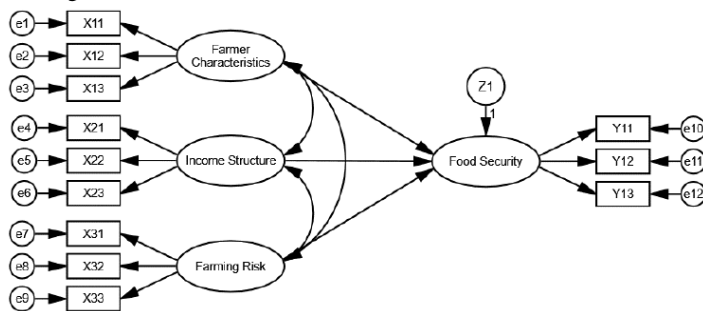 e1 X11
e2 X12
e3 X13
Farmer
Characteristics
e4 X21
e5 X22
e6 X23
Income Structure
e7 X31
e8 X32
e9 X33
Farming Risk
Z1
1
Food Security
Y11 e10
Y12 e11
Y13 e12